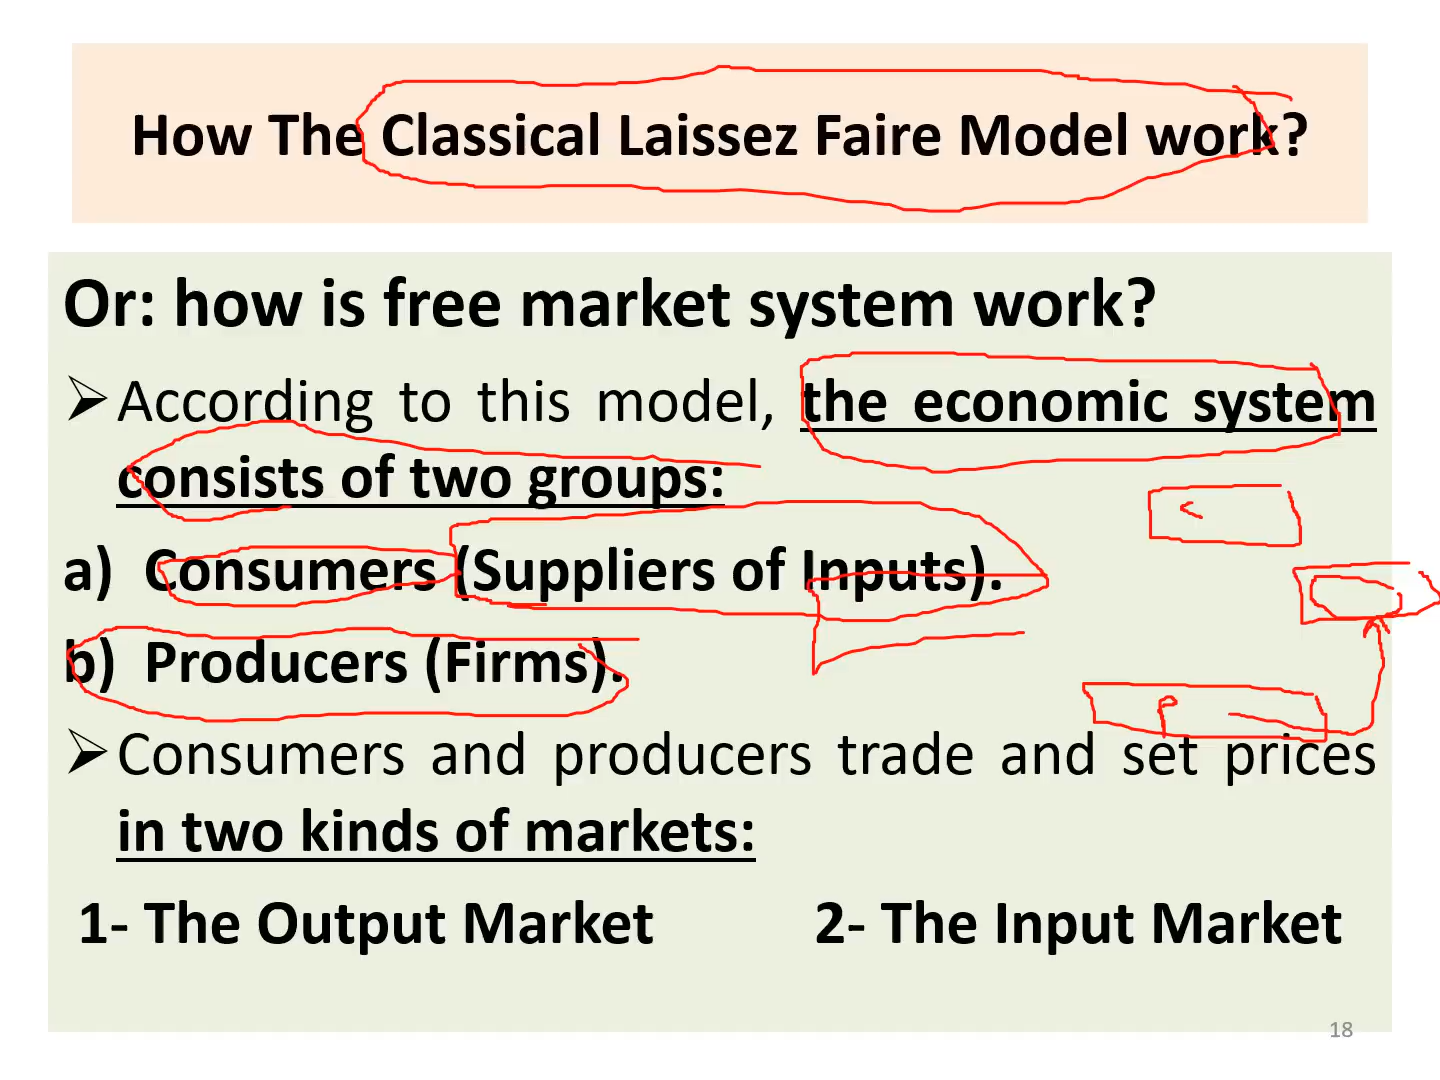 How The Classical Laissez Faire Model work?
Or: how is free market system work?
According to this model, the economic system
consists of two groups:
C
a) Consumers (Suppliers of Inputs).
b) Producers (Firms).
P
Consumers and producers trade and set prices
in two kinds of markets:
1- The Output Market 2- The Input Market
18